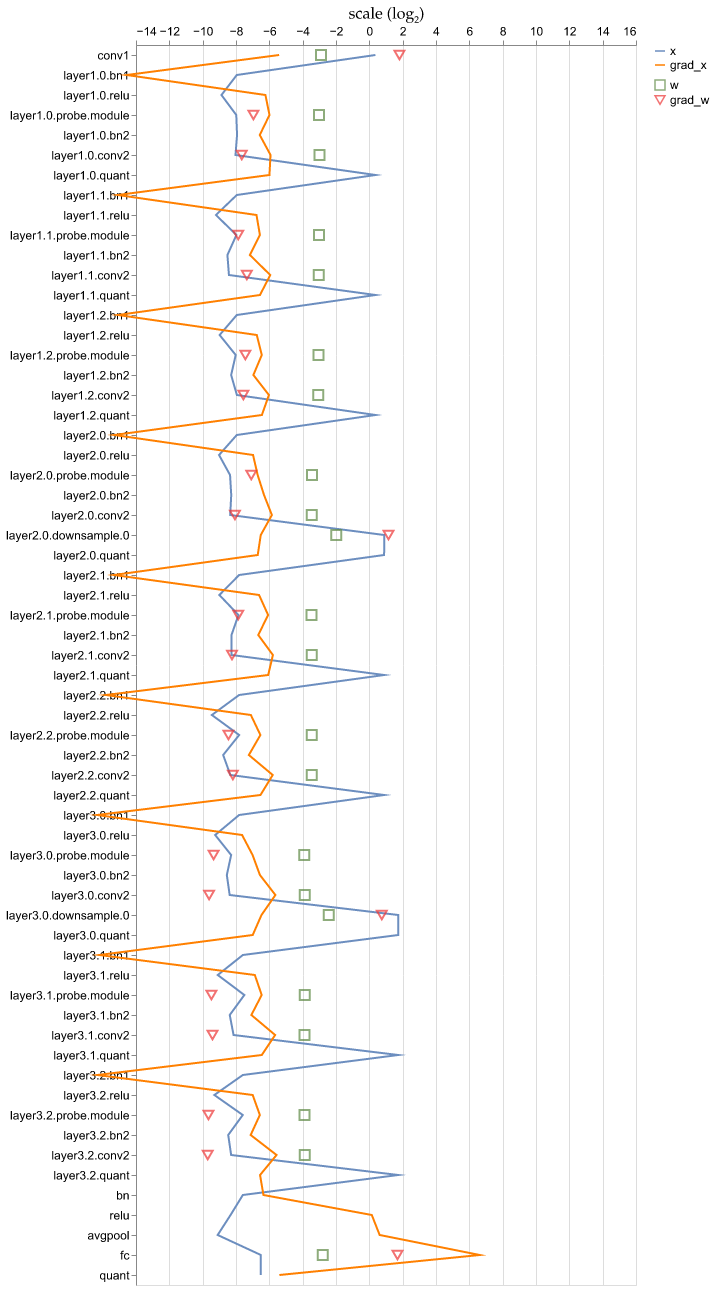 scale (log₂)
−14 −12 −10 −8 −6 −4 −2 0 2 4 6 8 10 12 14 16
x
grad_x
w
grad_w
conv1
layer1.0.bn1
layer1.0.relu
layer1.0.probe.module
layer1.0.bn2
layer1.0.conv2
layer1.0.quant
layer1.1.bn1
layer1.1.relu
layer1.1.probe.module
layer1.1.bn2
layer1.1.conv2
layer1.1.quant
layer1.2.bn1
layer1.2.relu
layer1.2.probe.module
layer1.2.bn2
layer1.2.conv2
layer1.2.quant
layer2.0.bn1
layer2.0.relu
layer2.0.probe.module
layer2.0.bn2
layer2.0.conv2
layer2.0.downsample.0
layer2.0.quant
layer2.1.bn1
layer2.1.relu
layer2.1.probe.module
layer2.1.bn2
layer2.1.conv2
layer2.1.quant
layer2.2.bn1
layer2.2.relu
layer2.2.probe.module
layer2.2.bn2
layer2.2.conv2
layer2.2.quant
layer3.0.bn1
layer3.0.relu
layer3.0.probe.module
layer3.0.bn2
layer3.0.conv2
layer3.0.downsample.0
layer3.0.quant
layer3.1.bn1
layer3.1.relu
layer3.1.probe.module
layer3.1.bn2
layer3.1.conv2
layer3.1.quant
layer3.2.bn1
layer3.2.relu
layer3.2.probe.module
layer3.2.bn2
layer3.2.conv2
layer3.2.quant
bn
relu
avgpool
fc
quant